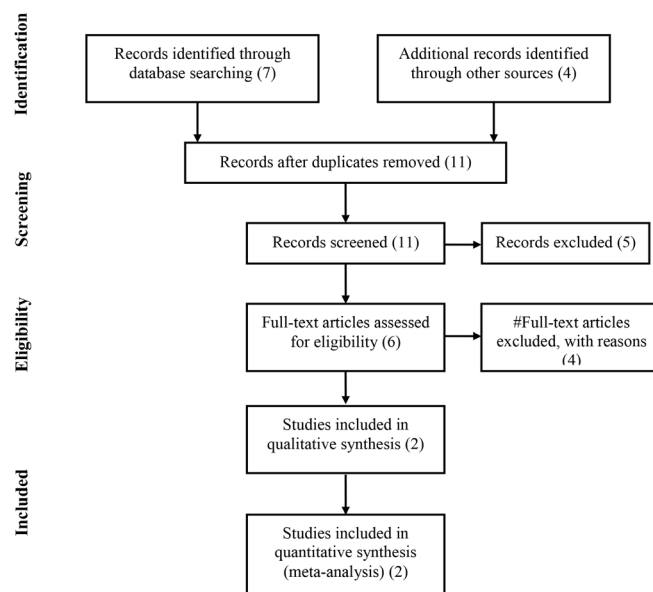 Identification
Records identified through
database searching (7)
Additional records identified
through other sources (4)
Records after duplicates removed (11)
Screening
Records screened (11)
Records excluded (5)
Eligibility
Full-text articles assessed
for eligibility (6)
#Full-text articles
excluded, with reasons
(4)
Studies included in
qualitative synthesis (2)
Included
Studies included in
quantitative synthesis
(meta-analysis) (2)